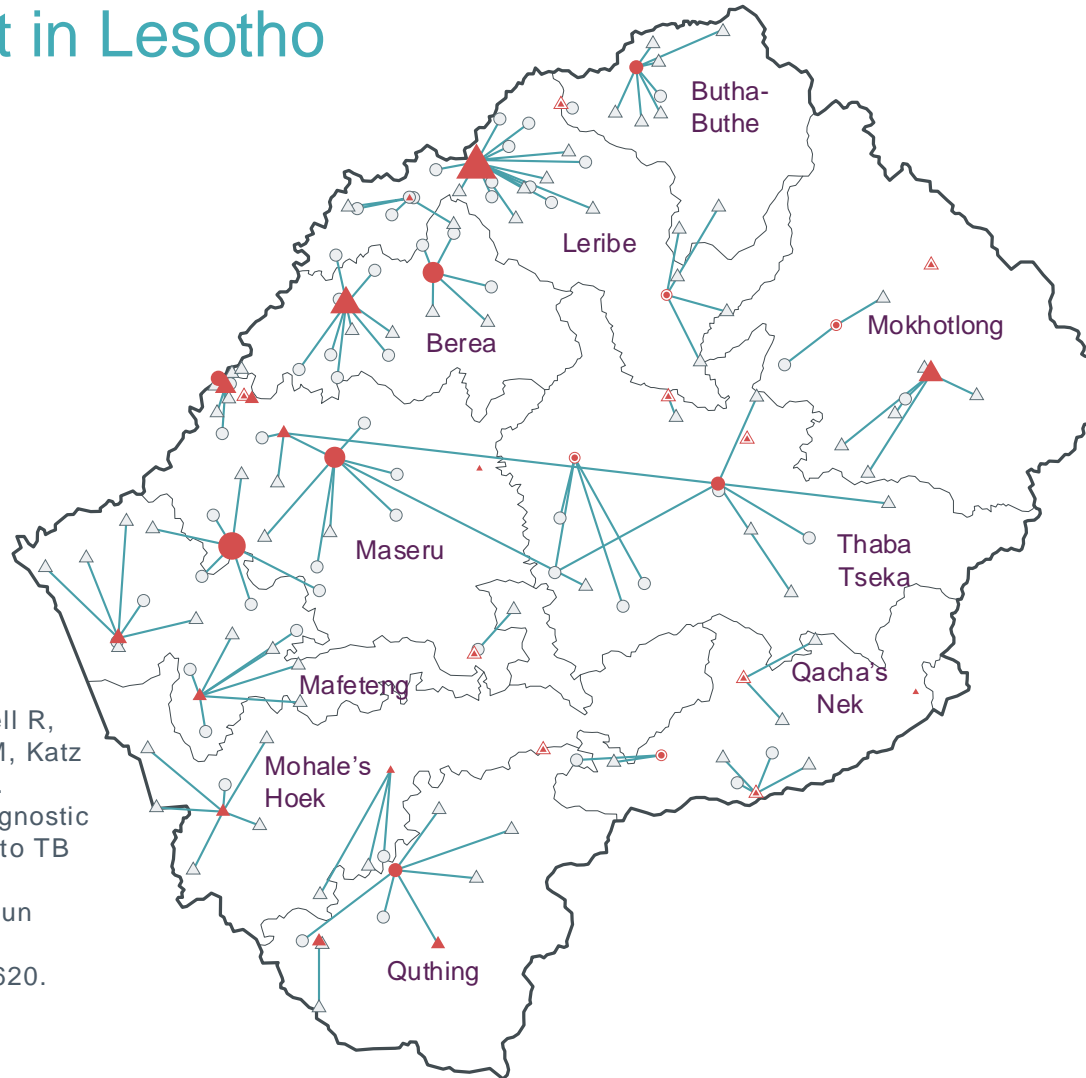 t in Lesotho
Butha-
Buthe
Leribe
Mokhotlong
Berea
Maseru
Thaba
Tseka
Qacha's
Nek
Mafeteng
Mohale's
Hoek
Quthing
ll R,
M, Katz
gnostic
to TB
un
620.